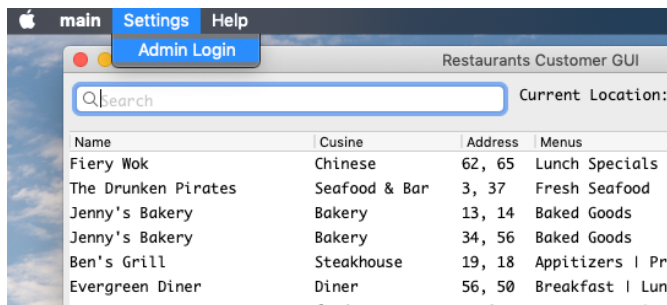 main Settings Help
Admin Login
Restaurants Customer GUI
Search Current Location:
Name Cusine Address Menus
Fiery Wok Chinese 62, 65 Lunch Specials
The Drunken Pirates Seafood & Bar 3, 37 Fresh Seafood
Jenny's Bakery Bakery 13, 14 Baked Goods
Jenny's Bakery Bakery 34, 56 Baked Goods
Ben's Grill Steakhouse 19, 18 Appitizers | Pr
Evergreen Diner Diner 56, 50 Breakfast | Lun